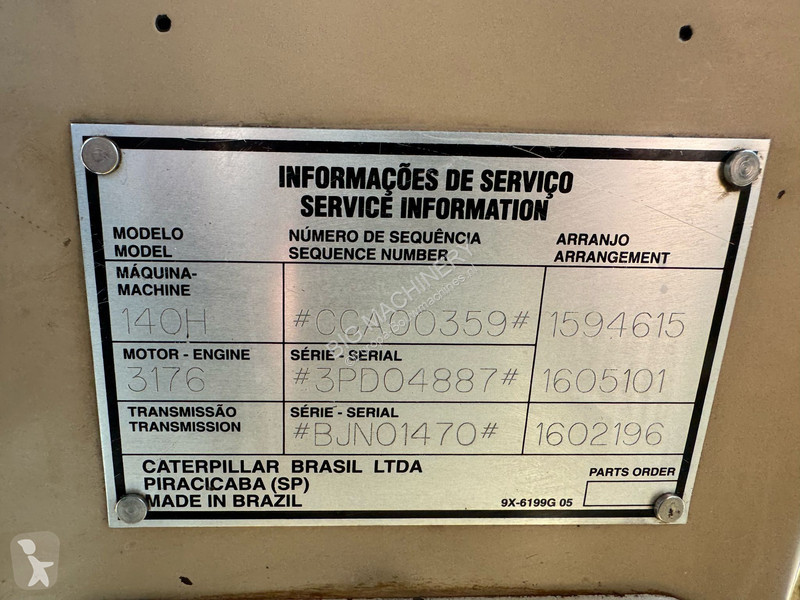 INFORMAÇÕES DE SERVIÇO
SERVICE INFORMATION
MODELO NÚMERO DE SEQUÊNCIA ARRANJO
MODEL SEQUENCE NUMBER ARRANGEMENT
MÁQUINA-
MACHINE
140H 1594615
MOTOR - ENGINE SÉRIE - SERIAL
3176 #3PD04887# 1605101
TRANSMISSÃO SÉRIE - SERIAL
TRANSMISSION #BJN01470# 1602196
CATERPILLAR BRASIL LTDA PARTS ORDER
PIRACICABA (SP)
MADE IN BRAZIL 9X-6199G 05
BIG MACHINERY